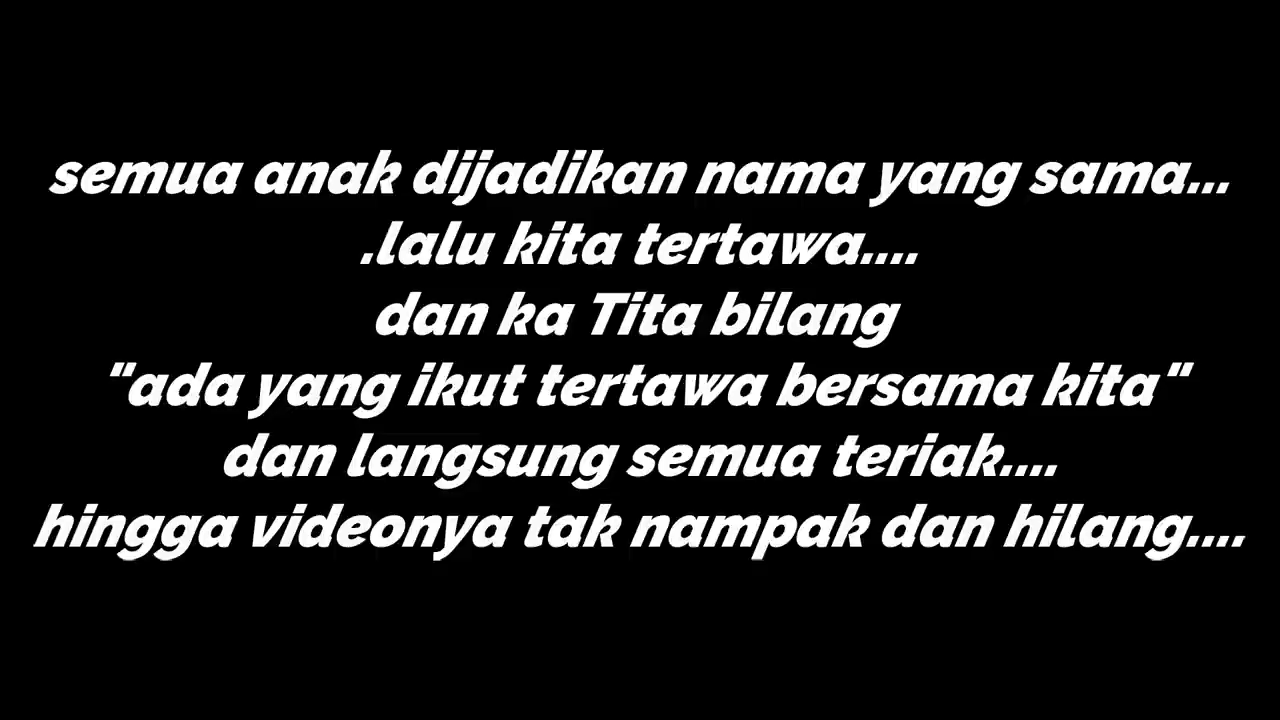 semua anak dijadikan nama yang sama...
.lalu kita tertawa....
dan ka Tita bilang
"ada yang ikut tertawa bersama kita"
dan langsung semua teriak....
hingga videonya tak nampak dan hilang....